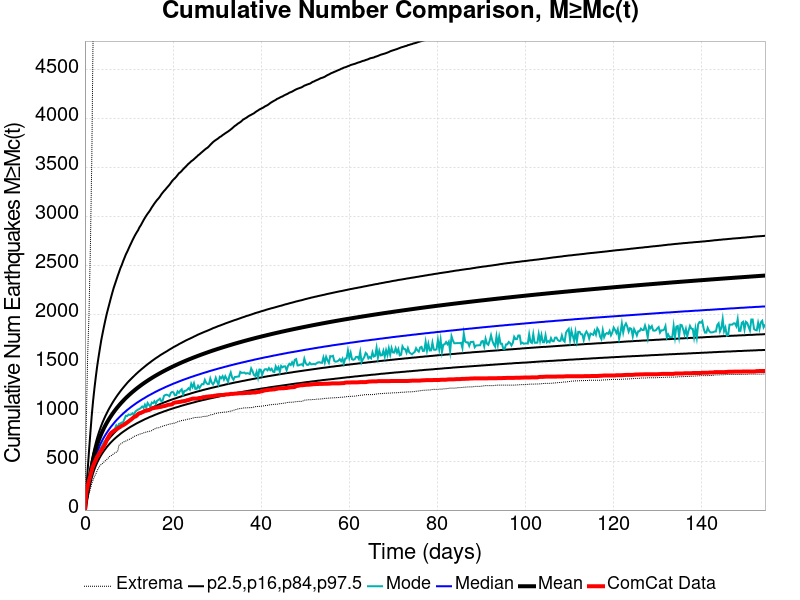 Cumulative Number Comparison, M≥Mc(t)
Cumulative Num Earthquakes M≥Mc(t)
4500
4000
3500
3000
2500
2000
1500
1000
500
0
0 20 40 60 80 100 120 140
Time (days)
Extrema p2.5,p16,p84,p97.5 Mode Median Mean ComCat Data